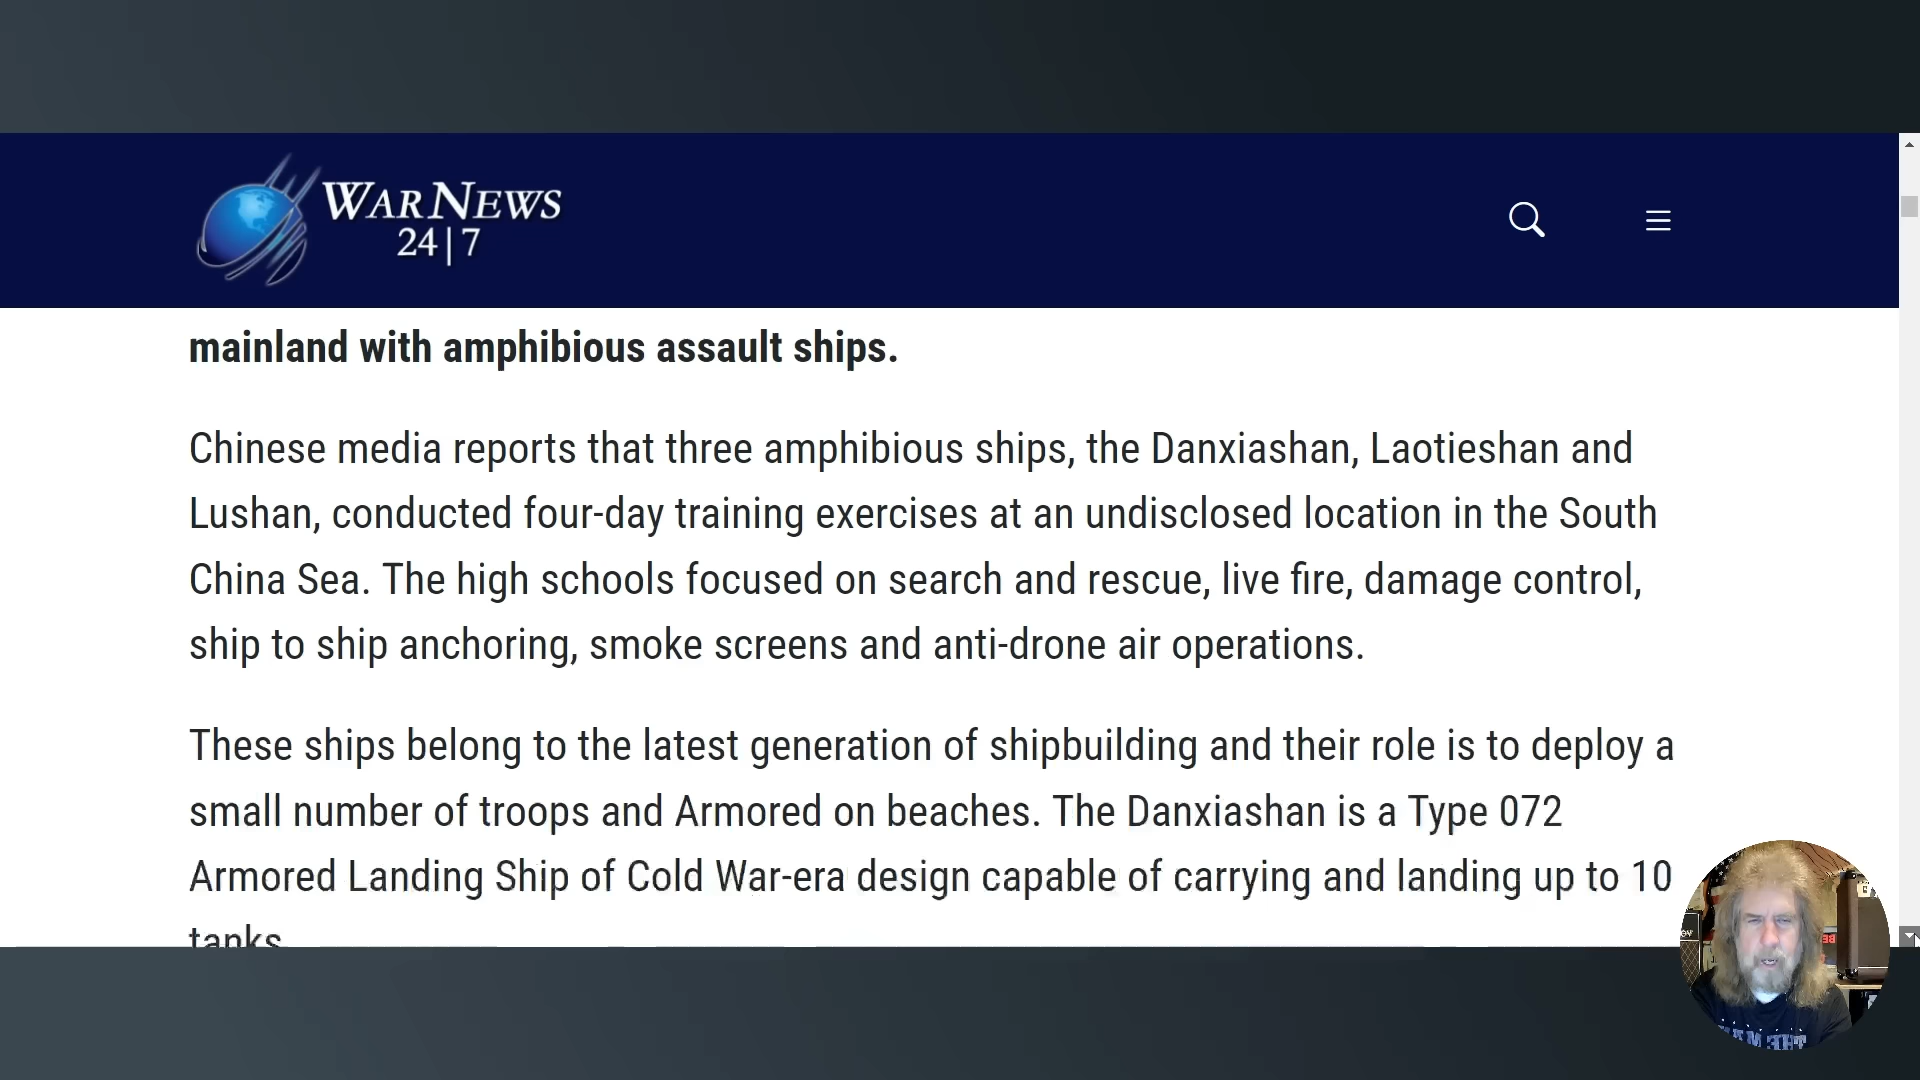 WAR NEWS
24|7
mainland with amphibious assault ships.
Chinese media reports that three amphibious ships, the Danxiashan, Laotieshan and
Lushan, conducted four-day training exercises at an undisclosed location in the South
China Sea. The high schools focused on search and rescue, live fire, damage control,
ship to ship anchoring, smoke screens and anti-drone air operations.
These ships belong to the latest generation of shipbuilding and their role is to deploy a
small number of troops and Armored on beaches. The Danxiashan is a Type 072
Armored Landing Ship of Cold War-era design capable of carrying and landing up to 10
tanks.